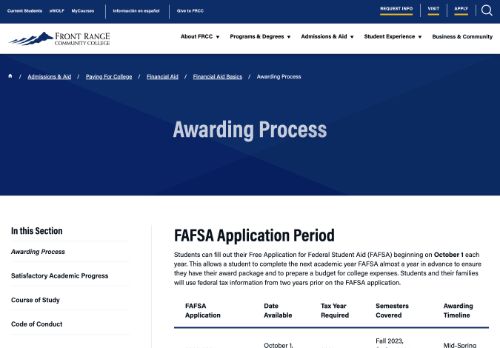 Current Students eWOLF MyCourses Información en español Give to FRCC REQUEST INFO VISIT APPLY
FRONT RANGE
COMMUNITY COLLEGE
About FRCC Programs & Degrees Admissions & Aid Student Experience Business & Community
/ Admissions & Aid / Paying For College / Financial Aid / Financial Aid Basics / Awarding Process
Awarding Process
In this Section
Awarding Process
Satisfactory Academic Progress
Course of Study
Code of Conduct
FAFSA Application Period
Students can fill out their Free Application for Federal Student Aid (FAFSA) beginning on October 1 each
year. This allows a student to complete the next academic year FAFSA almost a year in advance to ensure
they have their award package and to prepare a budget for college expenses. Students and their families
will use federal tax information from two years prior on the FAFSA application.
FAFSA Date Tax Year Semesters Awarding
Application Available Required Covered Timeline
Fall 2023,
October 1, Mid-Spring